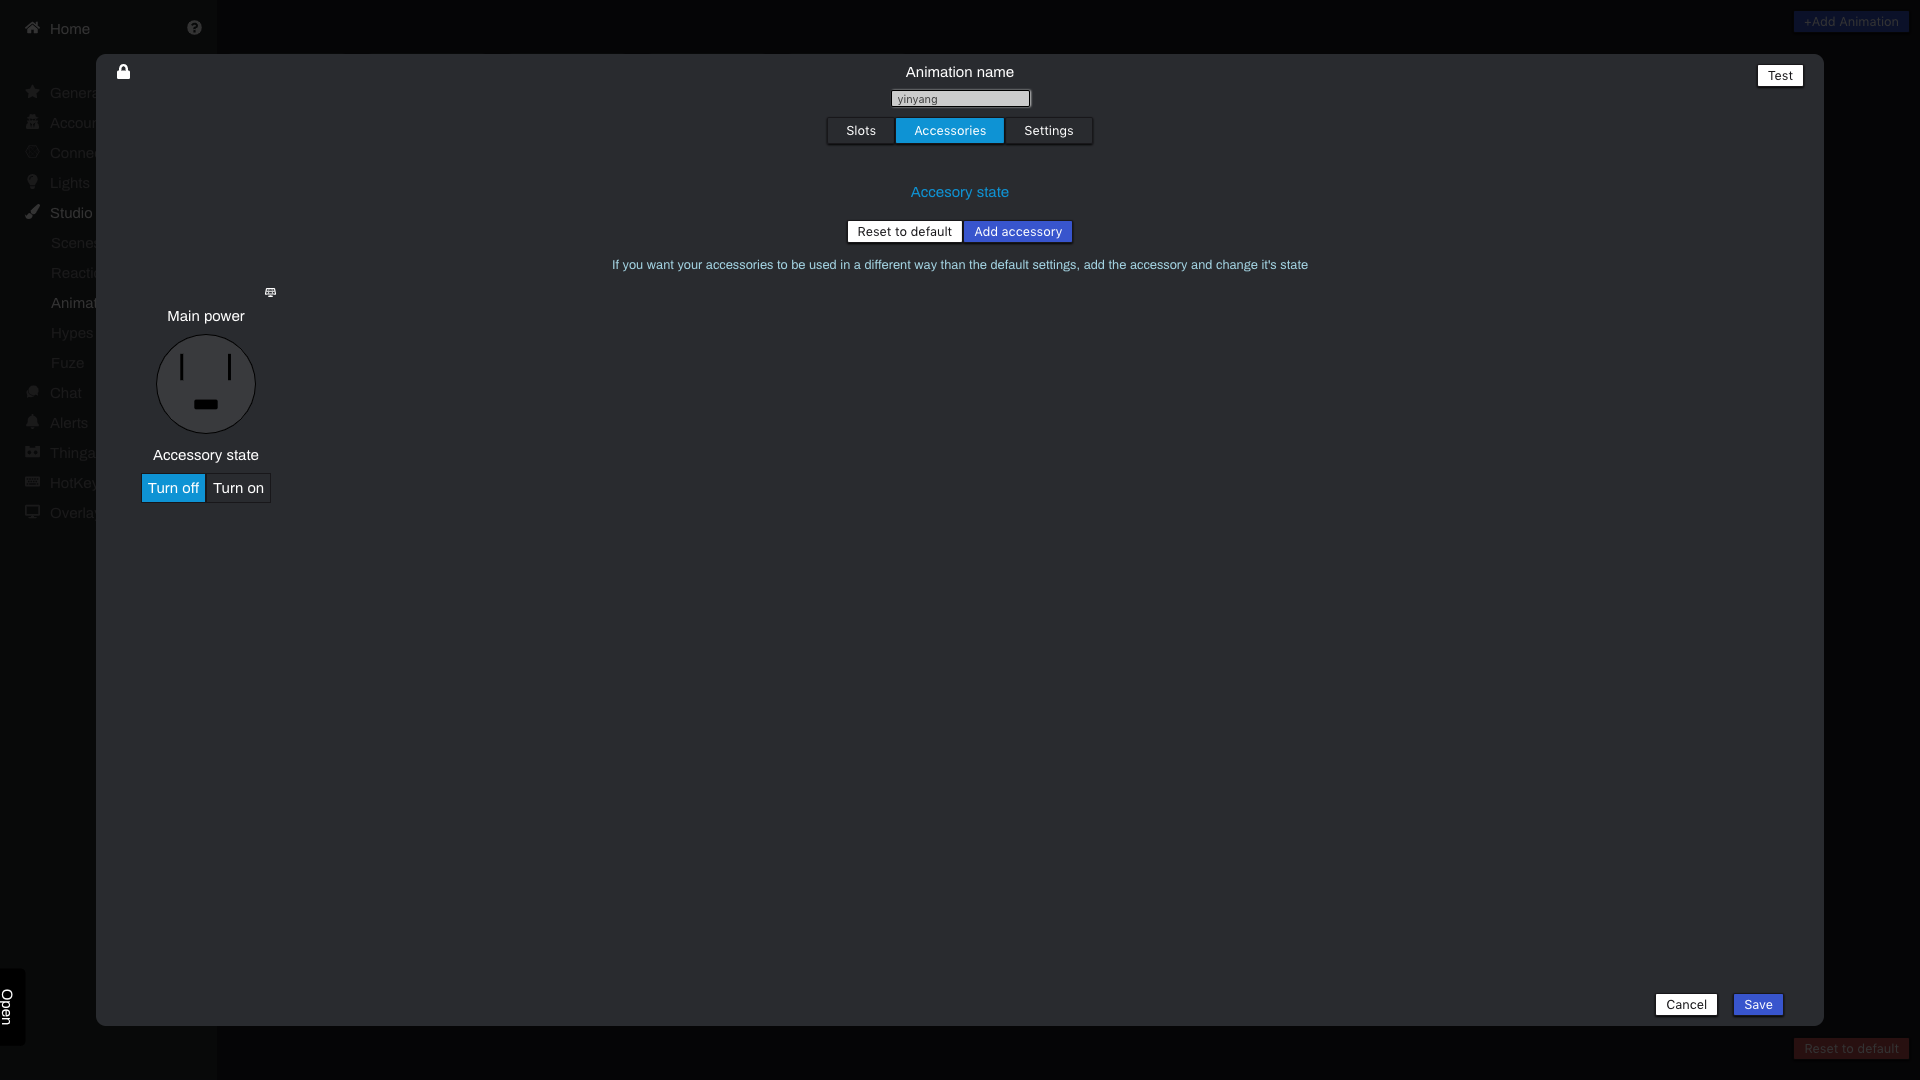 Home
+Add Animation
Animation name
Test
yinyang
Slots
Accessories
Settings
Genera
Accour
Conne
Lights
Studio
Scenes
Reacti
Animat
Hypes
Fuze
Chat
Alerts
Thinga
HotKey
Overla
Accesory state
Reset to default
Add accessory
If you want your accessories to be used in a different way than the default settings, add the accessory and change it's state
Main power
Accessory state
Turn off
Turn on
Open
Cancel
Save
Reset to default